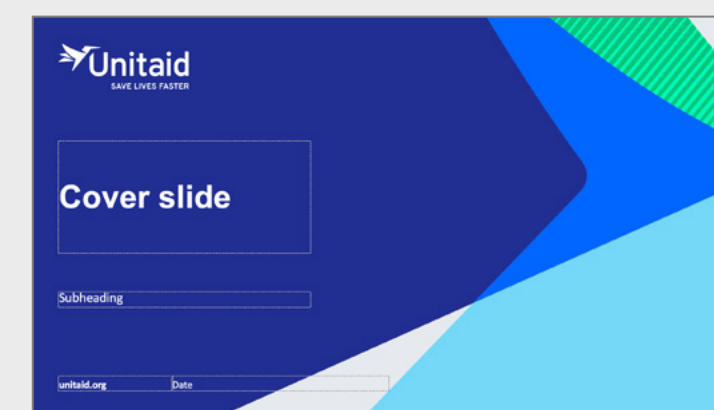 Unitaid
SAVE LIVES FASTER
Cover slide
Subheading
unitaid.org Date